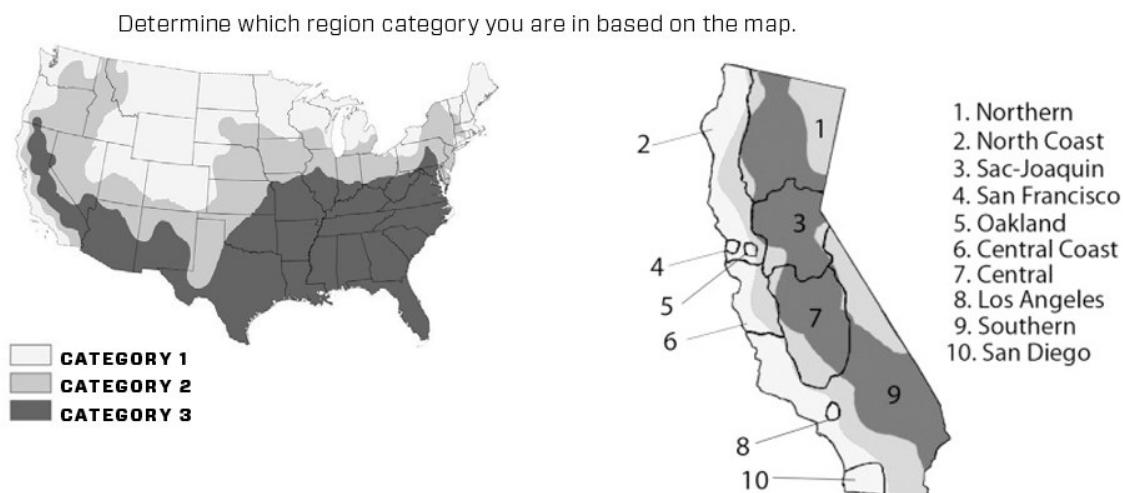 Determine which region category you are in based on the map.
CATEGORY 1
CATEGORY 2
CATEGORY 3
1
2
3
4
5
6
7
8
9
10
1. Northern
2. North Coast
3. Sac-Joaquin
4. San Francisco
5. Oakland
6. Central Coast
7. Central
8. Los Angeles
9. Southern
10. San Diego